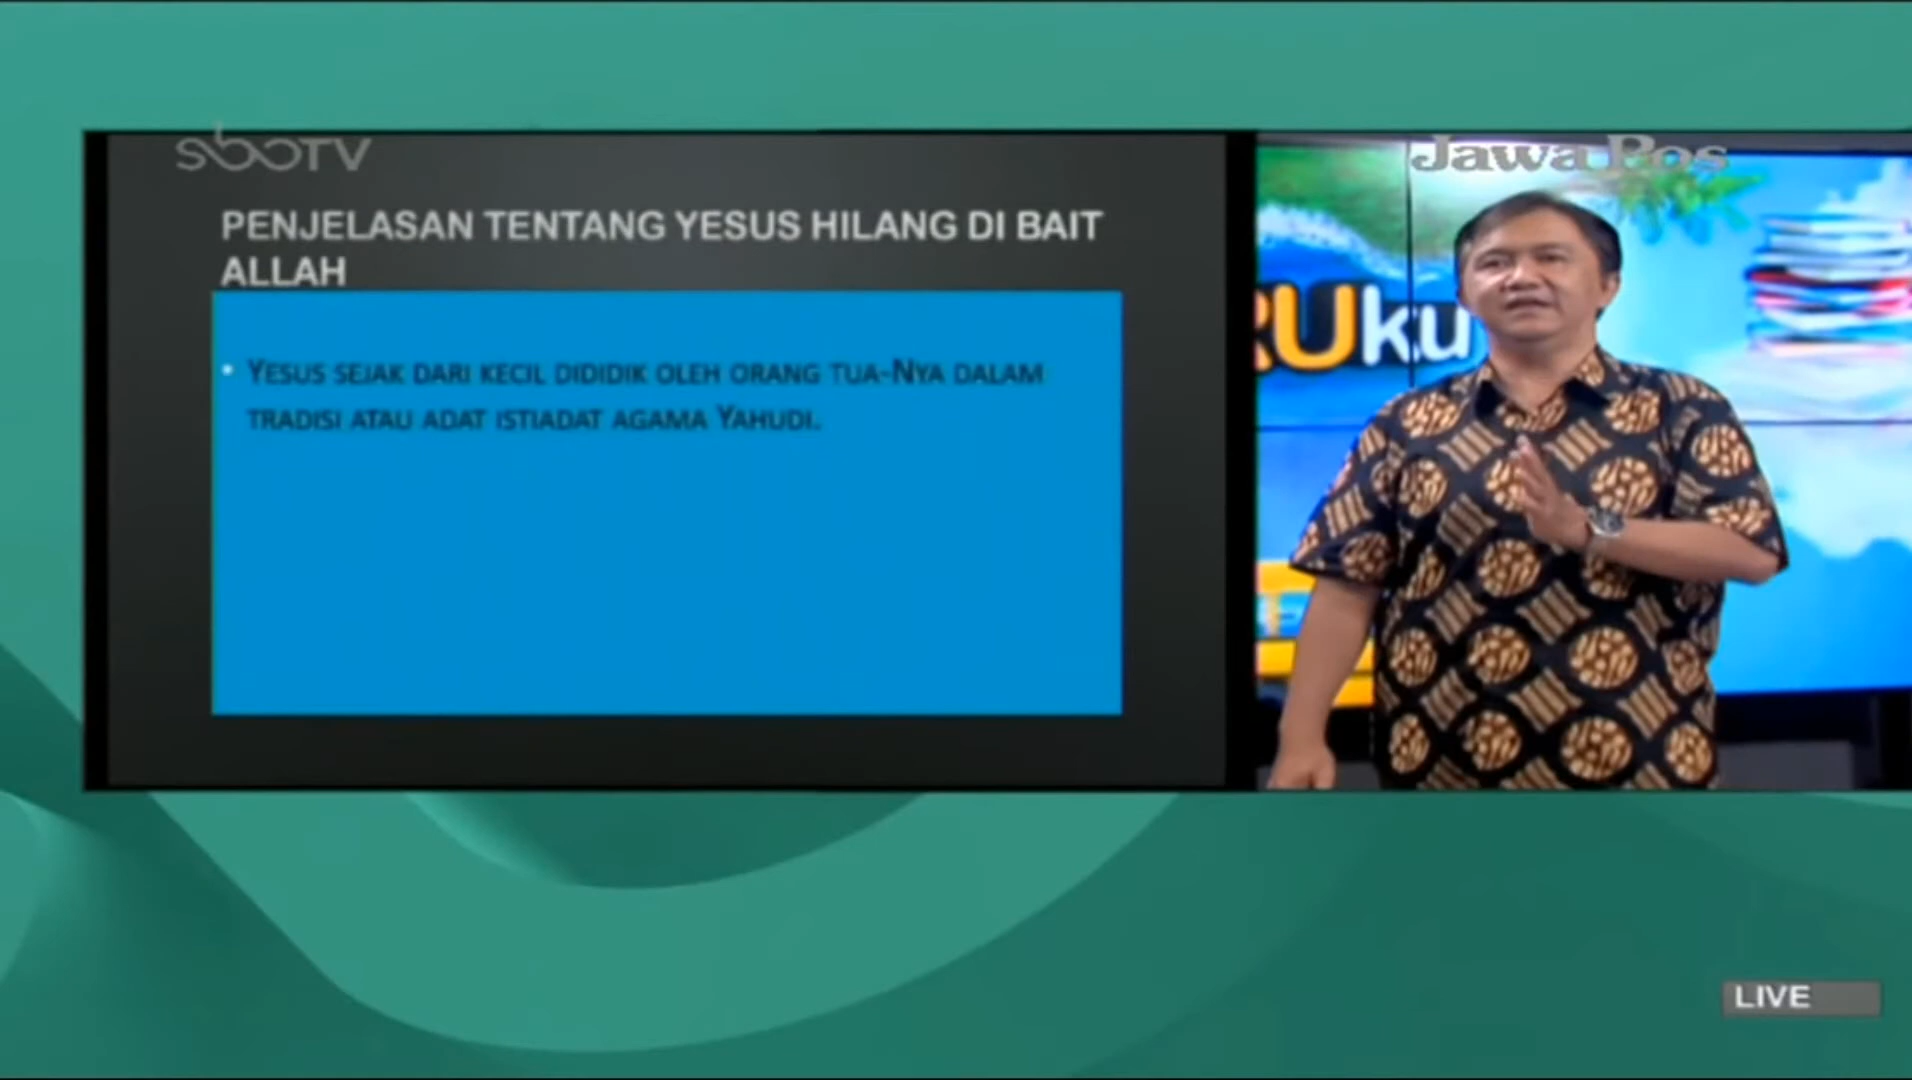 sboTV
Jawa Pos
PENJELASAN TENTANG YESUS HILANG DI BAIT
ALLAH
• YESUS SEJAK DARI KECIL DIDIDIK OLEH ORANG TUA-NYA DALAM
TRADISI ATAU ADAT ISTIADAT AGAMA YAHUDI.
RUku
LIVE